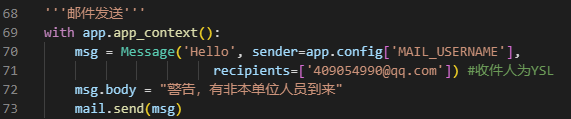 68 '''邮件发送'''
69 with app.app_context():
70 msg = Message('Hello', sender=app.config['MAIL_USERNAME'],
71 recipients=['409054990@qq.com']) #收件人为YSL
72 msg.body = "警告，有非本单位人员到来"
73 mail.send(msg)